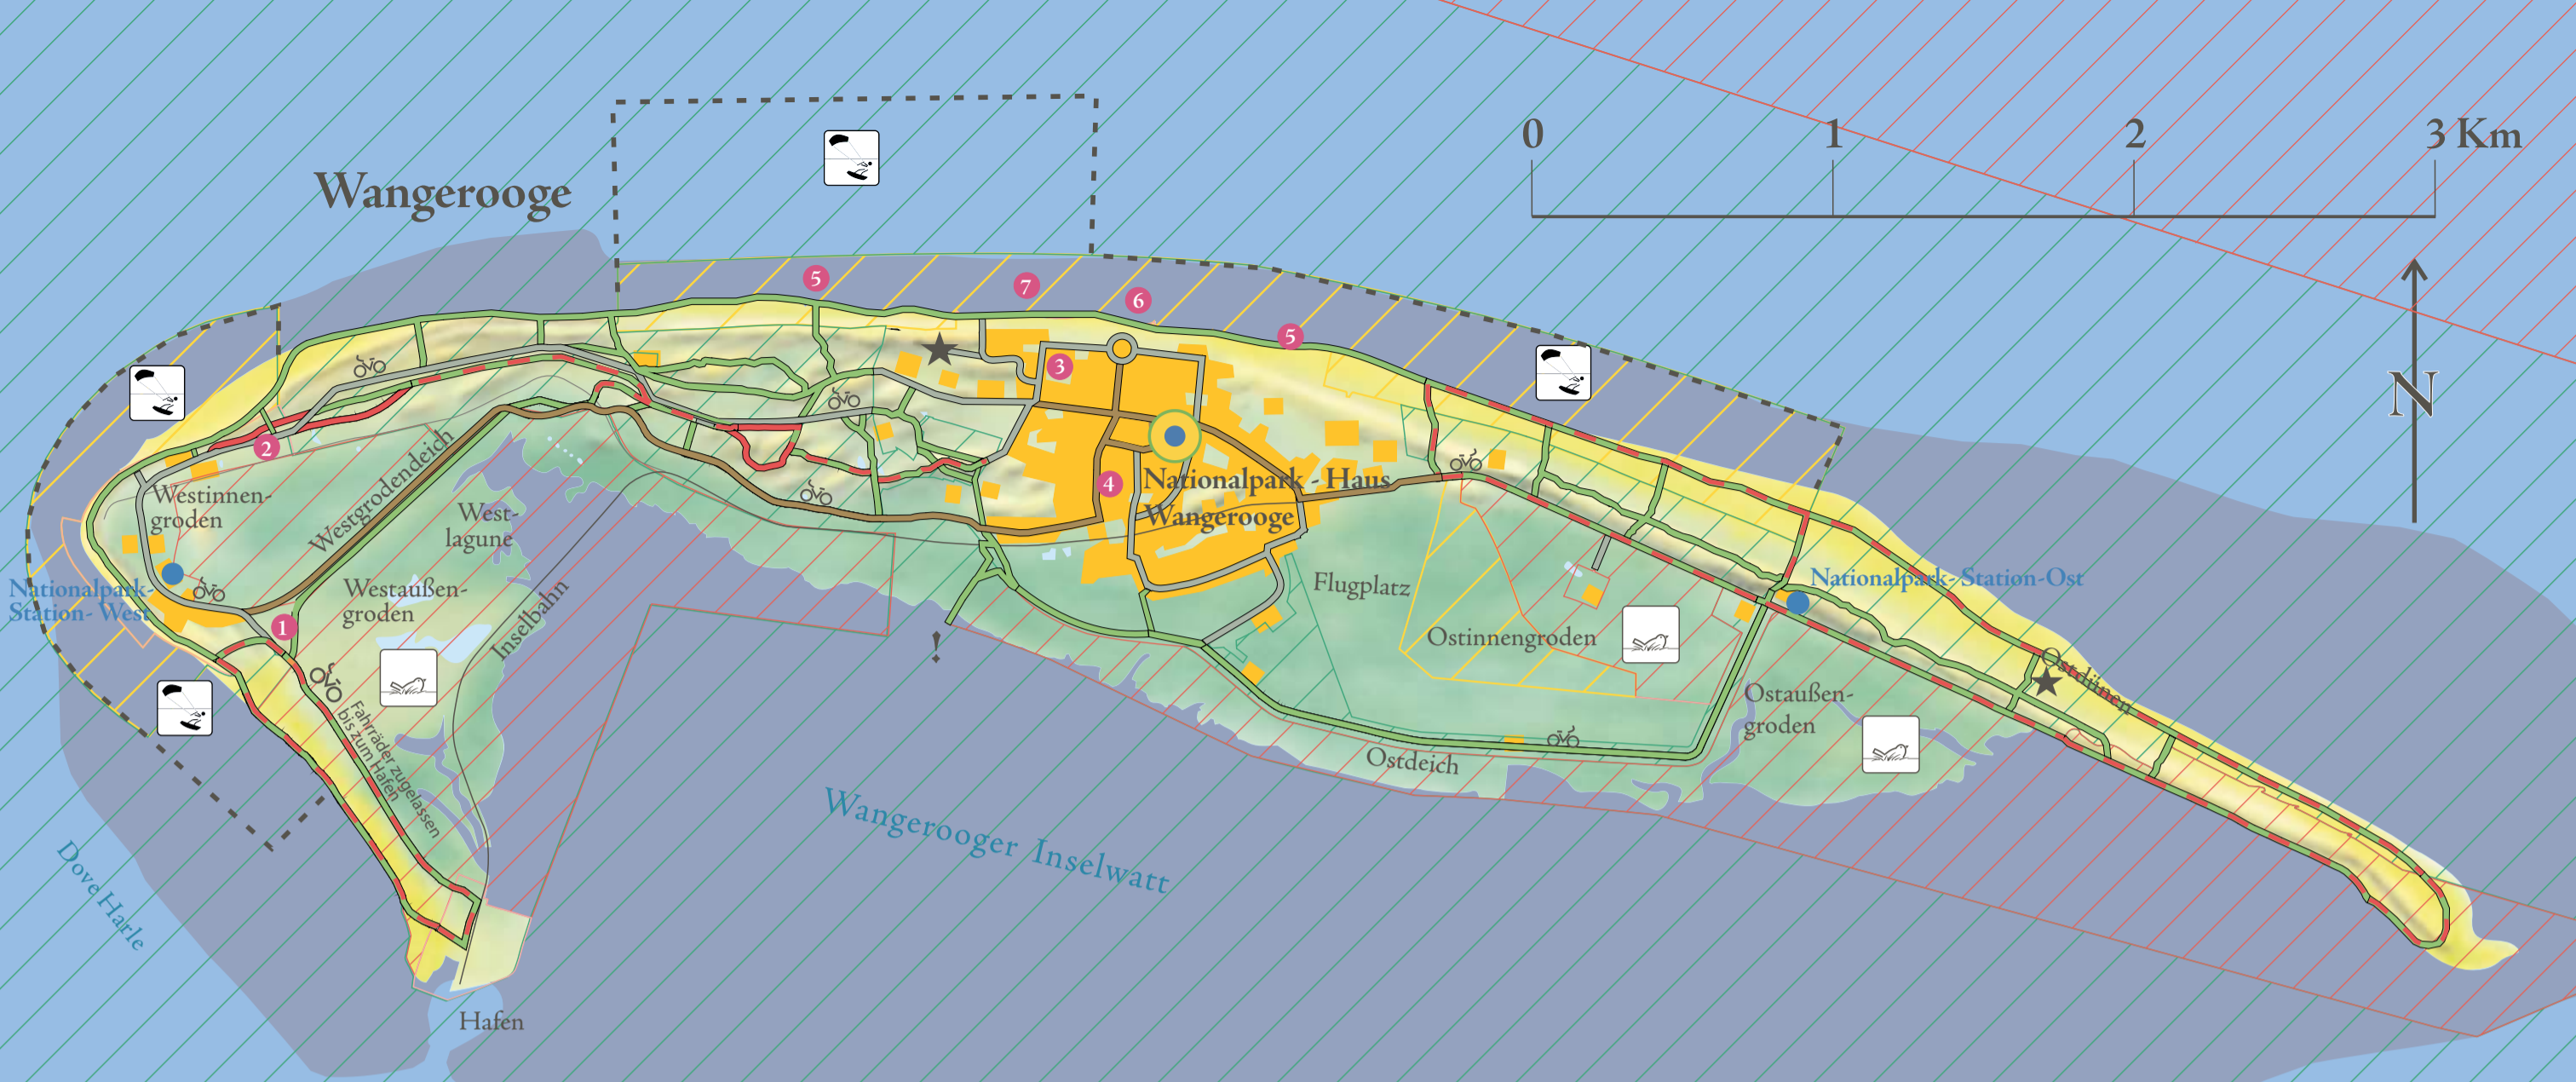 0 1 2 3 Km
Wangerooge
N
5
7
6
5
3
2
4
Westinnen-
groden
Westgrodendeich
West-
lagune
Nationalpark - Haus
Wangerooge
Nationalpark-
Station- West
Westaußen-
groden
Inselbahn
1
Flugplatz
Nationalpark- Station-Ost
Ostinnengroden
!
Ostdünen
Ostaußen-
groden
Ostdeich
Fahrräder zugelassen
bis zum Hafen
Wangerooger Inselwatt
Dove Harle
Hafen